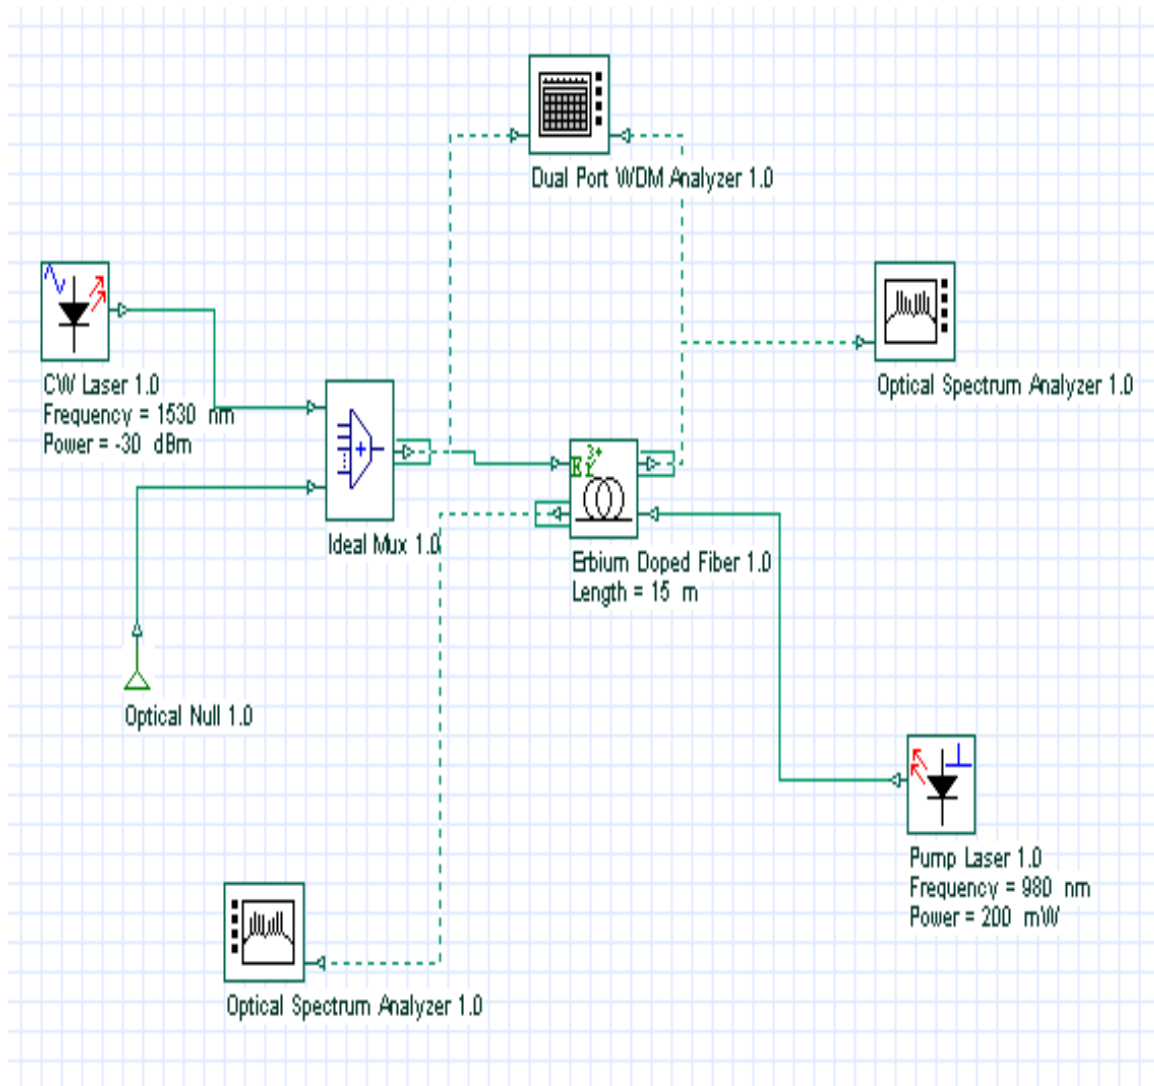 Dual Port WDM Analyzer 1.0
CW Laser 1.0
Frequency = 1530 nm
Power = -30 dBm
Optical Spectrum Analyzer 1.0
Er 3+
Ideal Mux 1.0
Erbium Doped Fiber 1.0
Length = 15 m
Optical Null 1.0
Pump Laser 1.0
Frequency = 980 nm
Power = 200 mW
Optical Spectrum Analyzer 1.0